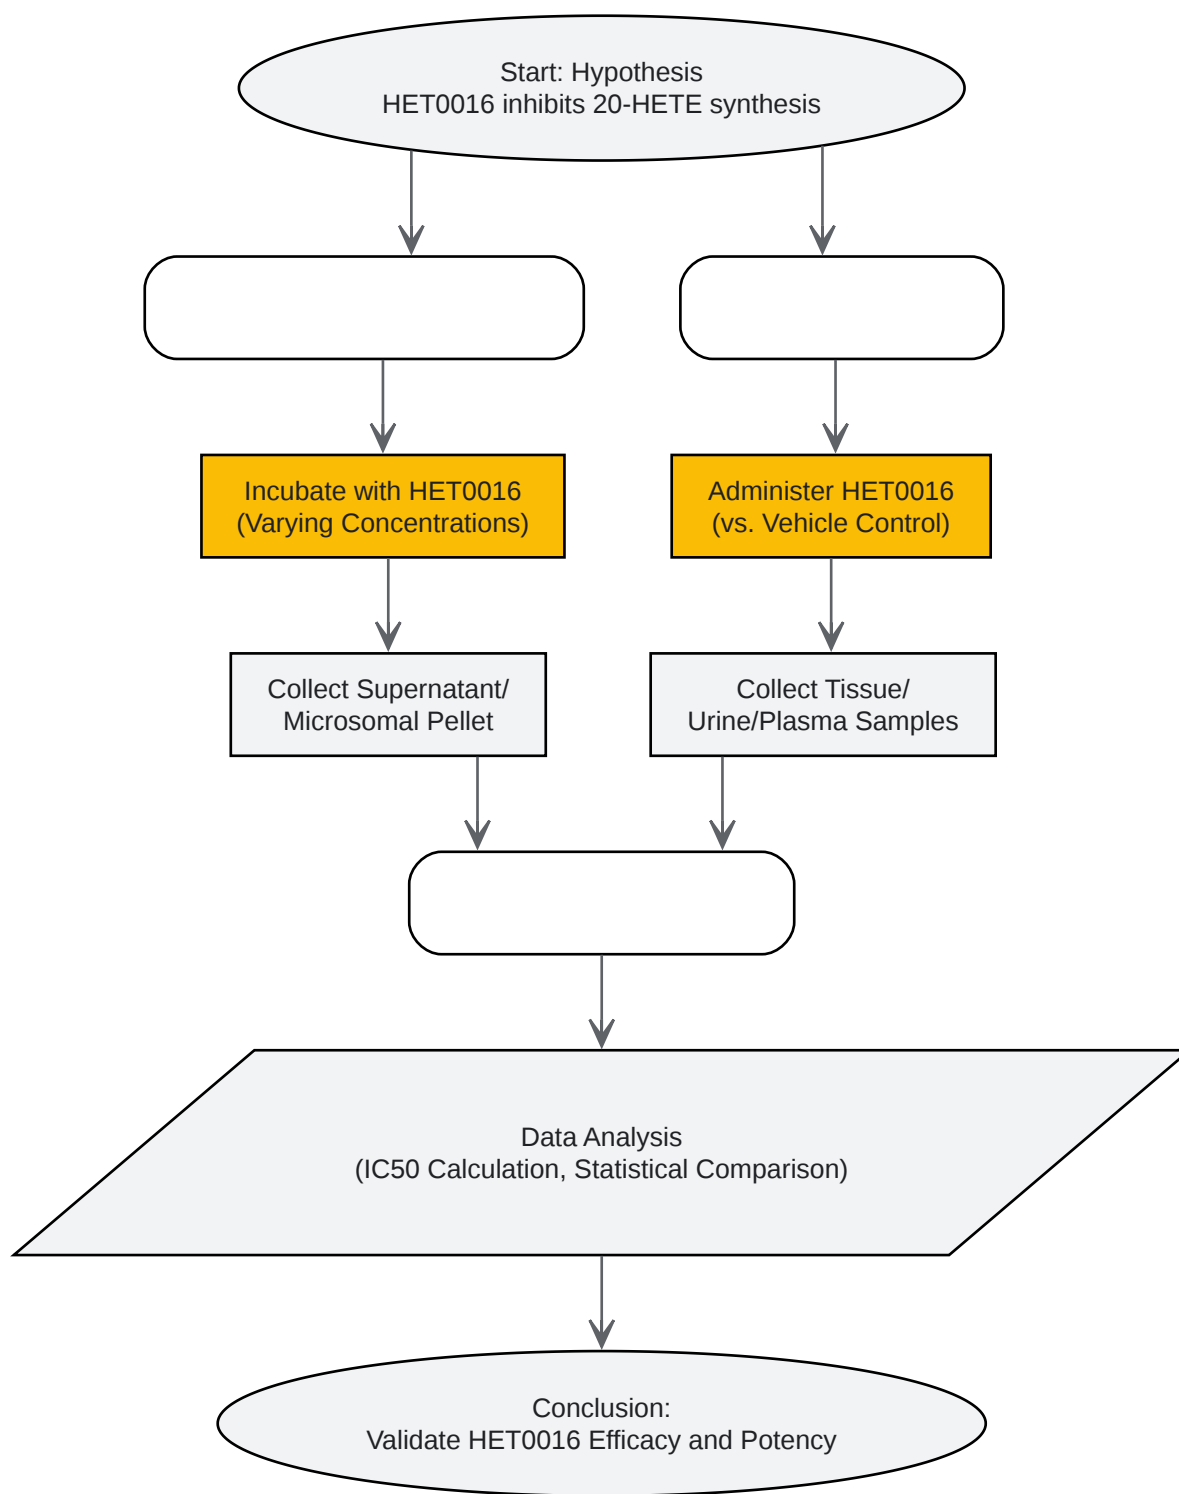 Start: Hypothesis
HET0016 inhibits 20-HETE synthesis
Incubate with HET0016
(Varying Concentrations)
Administer HET0016
(vs. Vehicle Control)
Collect Supernatant/
Microsomal Pellet
Collect Tissue/
Urine/Plasma Samples
Data Analysis
(IC50 Calculation, Statistical Comparison)
Conclusion:
Validate HET0016 Efficacy and Potency